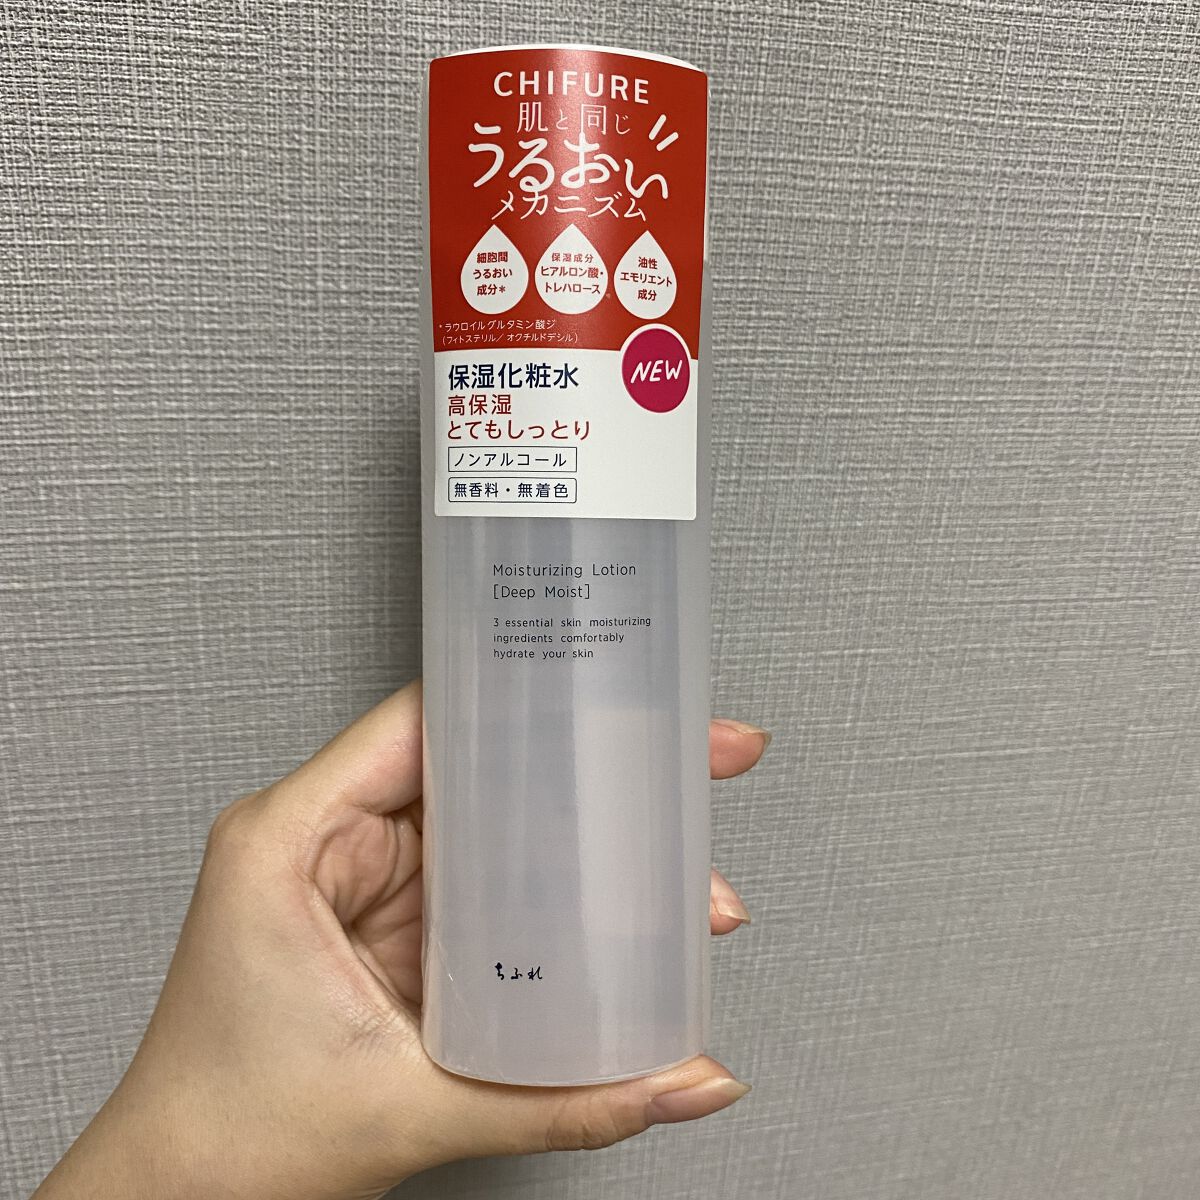 CHIFURE
肌と同じ
うるおい
メカニズム
細胞間
うるおい
成分*
保湿成分
ヒアルロン酸・
トレハロース
油性
エモリエント
成分
*ラウロイルグルタミン酸ジ
(フィトステリル/オクチルドデシル)
NEW
保湿化粧水
高保湿
とてもしっとり
ノンアルコール
無香料・無着色
Moisturizing Lotion
[Deep Moist]
3 essential skin moisturizing
ingredients comfortably
hydrate your skin
ちふれ